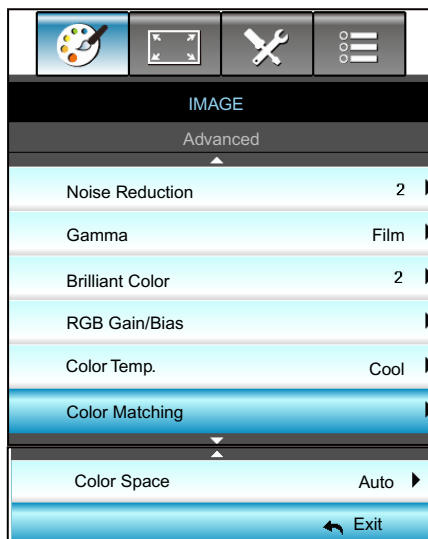 IMAGE
Advanced
Noise Reduction 2
Gamma Film
Brilliant Color 2
RGB Gain/Bias
Color Temp. Cool
Color Matching
Color Space Auto
Exit